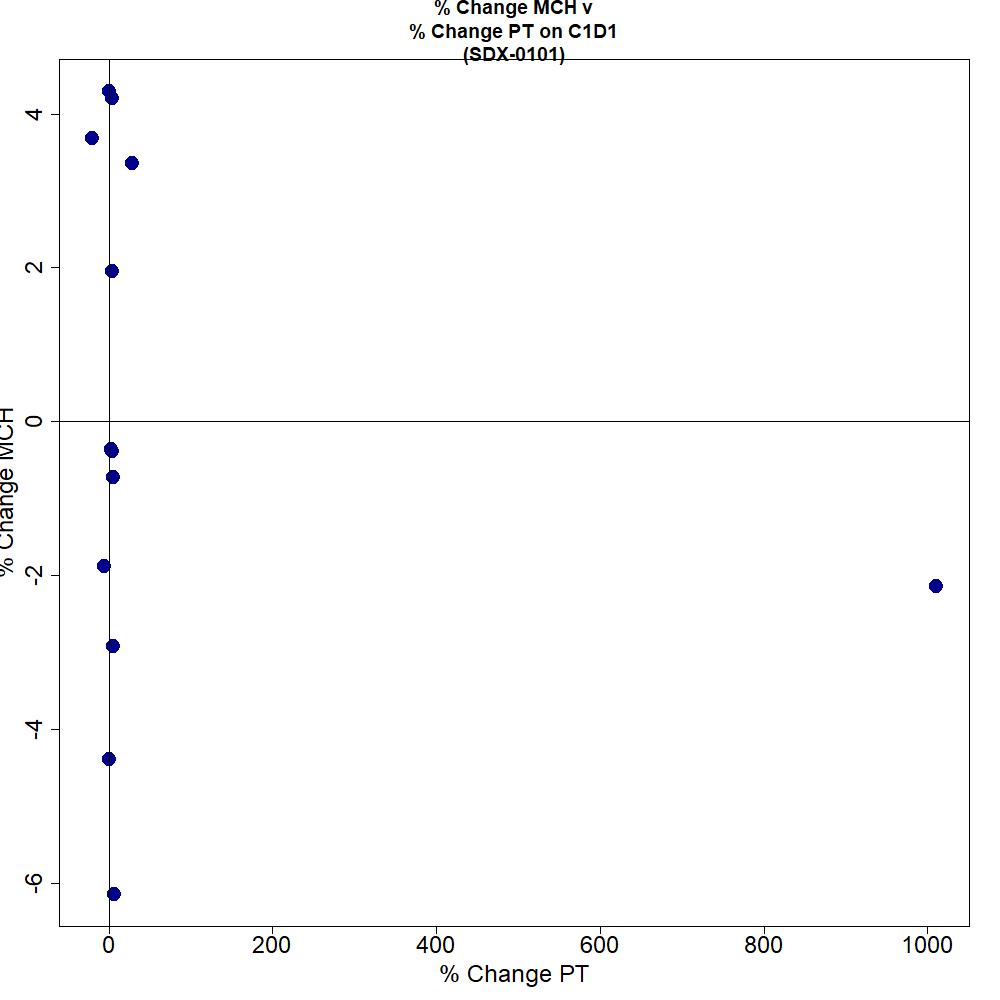 % Change MCH v
% Change PT on C1D1
(SDX-0101)
4
2
0
-2
-4
-6
% Change MCH
0 200 400 600 800 1000
% Change PT